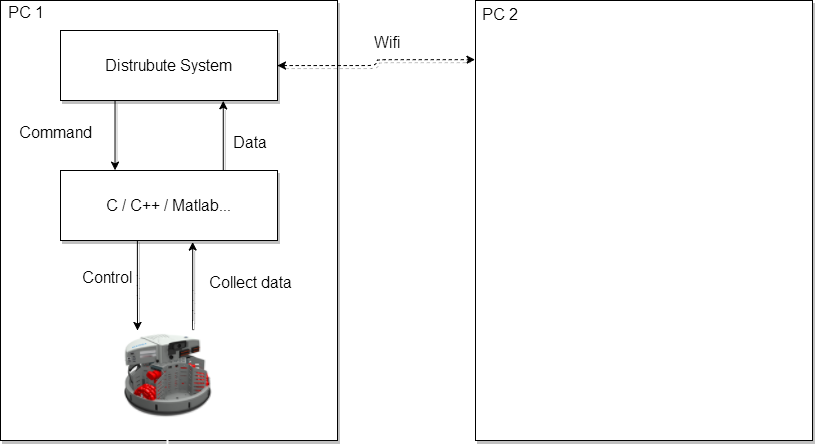 PC 1
PC 2
Distrubute System
Wifi
Command
Data
C / C++ / Matlab...
Control
Collect data